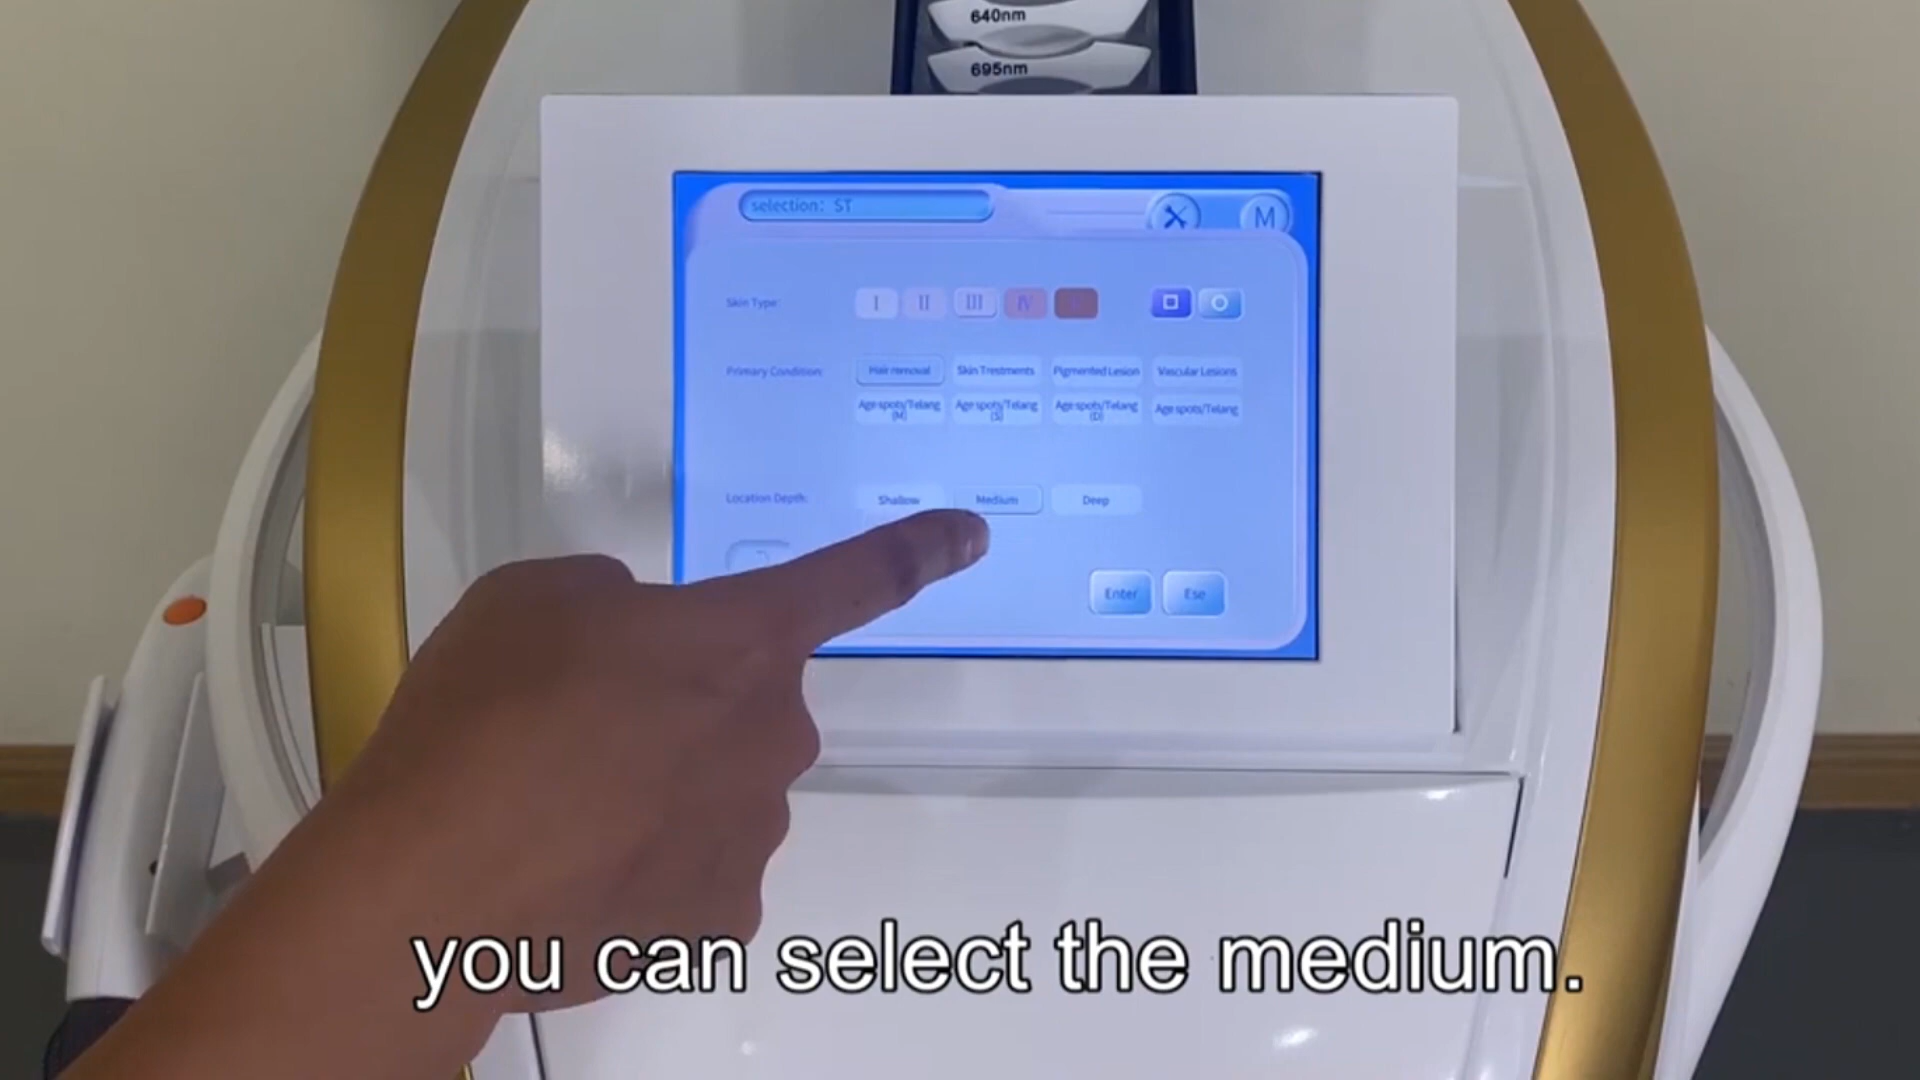 640nm
695nm
selection: ST
M
Skin Type:
I II III IV
Primary Condition:
Hair removal Skin Trestments Pigmented Lesion Vascular Lesions
Age spots/Telang (M) Age spots/Telang (S) Age spots/Telang (D) Age spots/Telang
Location Depth:
Shallow Medium Deep
Enter Ese
you can select the medium.